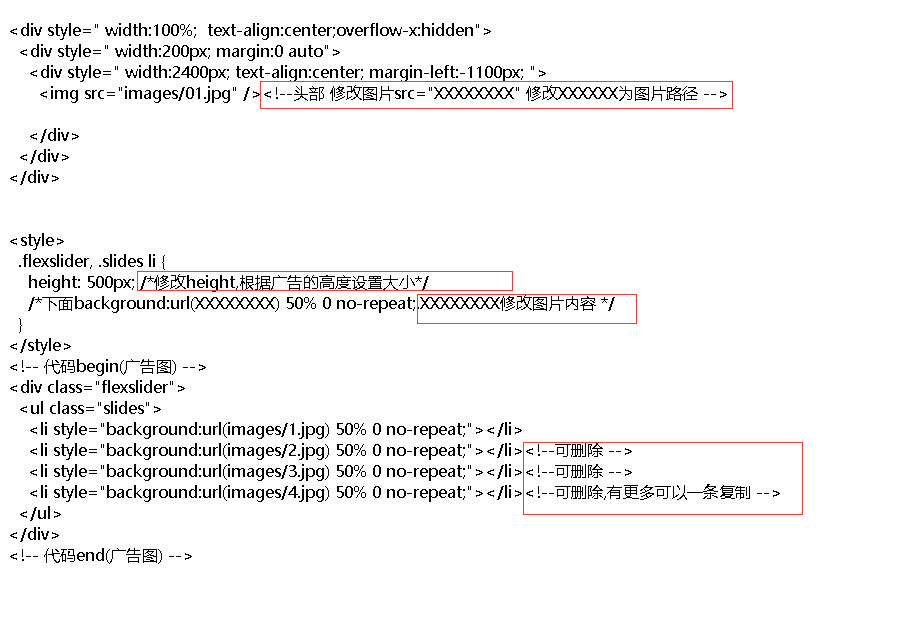 <div style=" width:100%;  text-align:center;overflow-x:hidden">
<div style=" width:200px; margin:0 auto">
<div style=" width:2400px; text-align:center; margin-left:-1100px; ">
<img src="images/01.jpg" /><!--头部 修改图片src="XXXXXXXX" 修改XXXXXX为图片路径 -->
</div>
</div>
</div>
<style>
.flexslider, .slides li {
height: 500px; /*修改height,根据广告的高度设置大小*/
/*下面background:url(XXXXXXXX) 50% 0 no-repeat;XXXXXXXX修改图片内容 */
}
</style>
<!-- 代码begin(广告图) -->
<div class="flexslider">
<ul class="slides">
<li style="background:url(images/1.jpg) 50% 0 no-repeat;"></li>
<li style="background:url(images/2.jpg) 50% 0 no-repeat;"></li><!--可删除 -->
<li style="background:url(images/3.jpg) 50% 0 no-repeat;"></li><!--可删除 -->
<li style="background:url(images/4.jpg) 50% 0 no-repeat;"></li><!--可删除,有更多可以一条复制 -->
</ul>
</div>
<!-- 代码end(广告图) -->